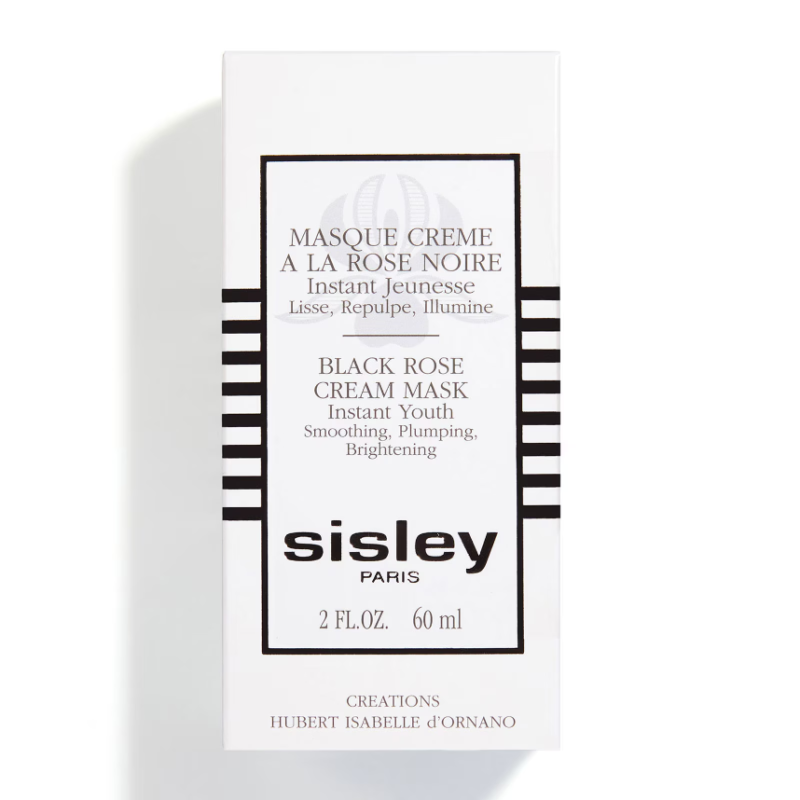 MASQUE CREME
A LA ROSE NOIRE
Instant Jeunesse
Lisse, Repulpe, Illumine
BLACK ROSE
CREAM MASK
Instant Youth
Smoothing, Plumping,
Brightening
sisley
PARIS
2 FL.OZ. 60 ml
CREATIONS
HUBERT ISABELLE d'ORNANO